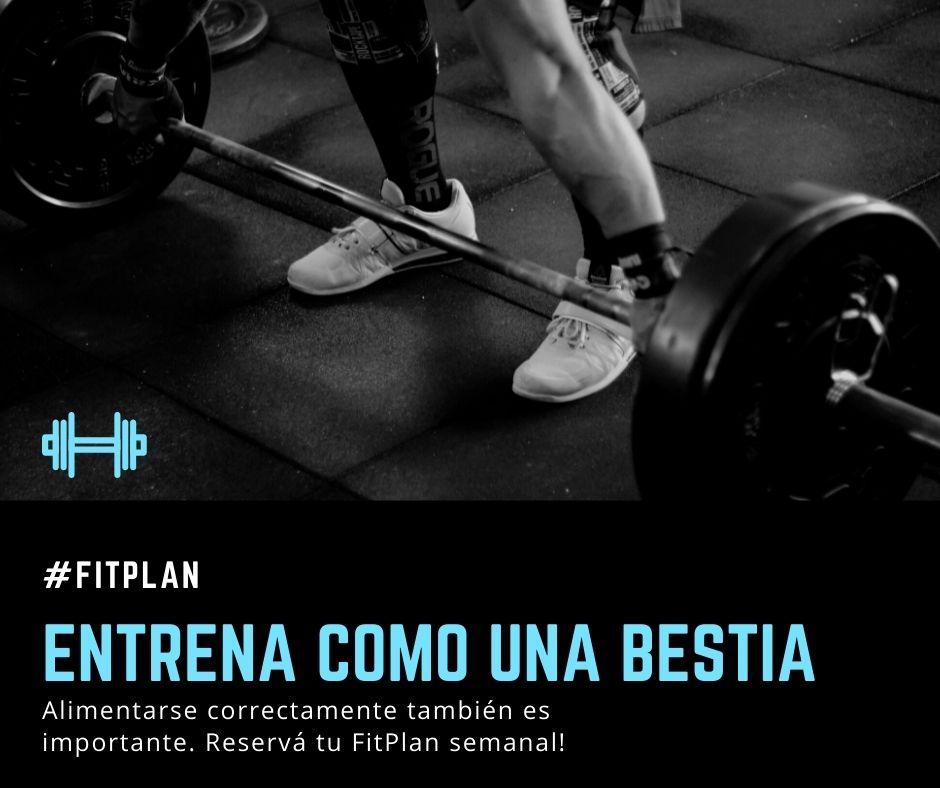 ROGUE
#FITPLAN
ENTRENA COMO UNA BESTIA
Alimentarse correctamente también es
importante. Reservá tu FitPlan semanal!